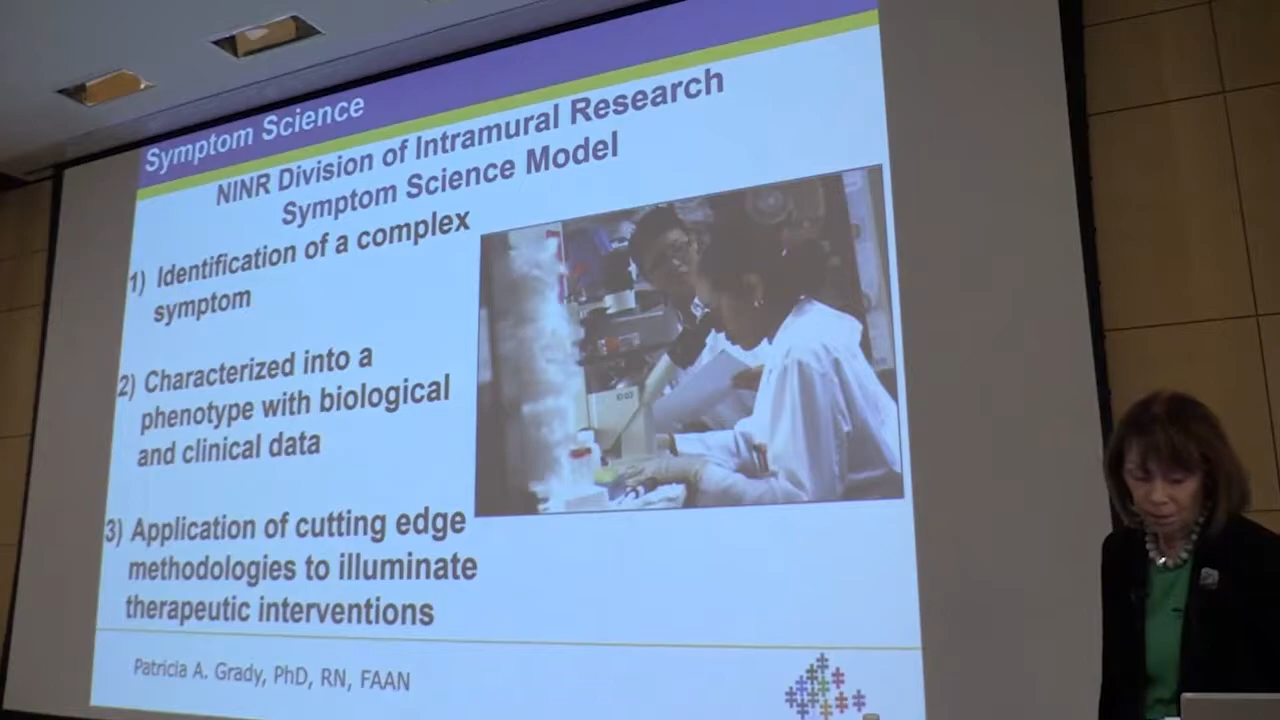 Symptom Science
NINR Division of Intramural Research
Symptom Science Model
1) Identification of a complex
symptom
2) Characterized into a
phenotype with biological
and clinical data
3) Application of cutting edge
methodologies to illuminate
therapeutic interventions
Patricia A. Grady, PhD, RN, FAAN